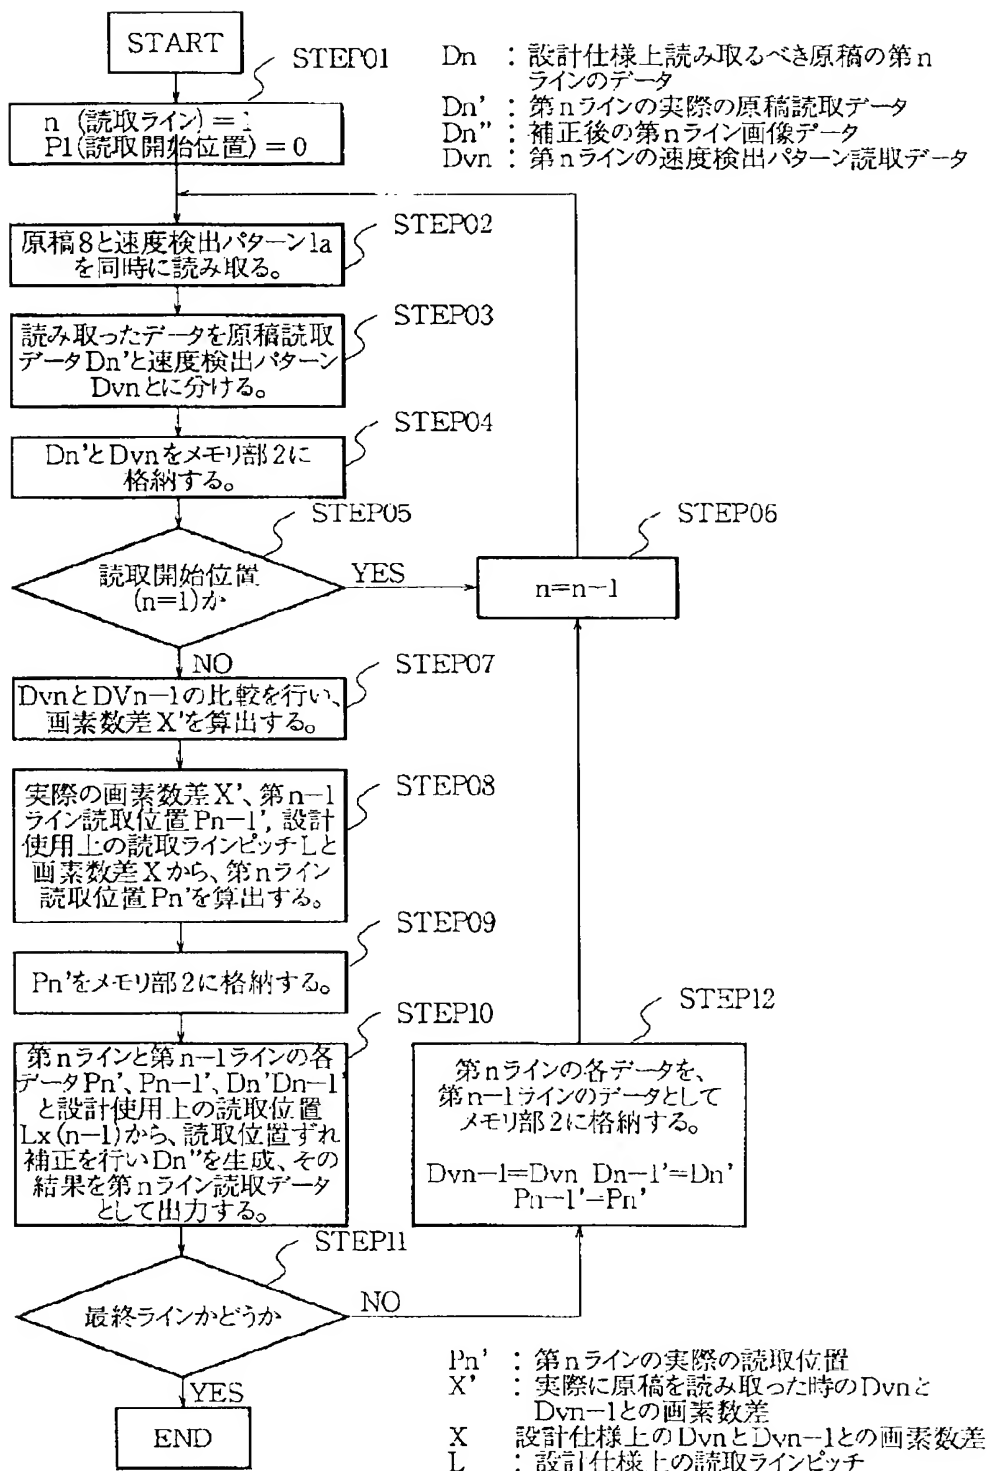 START
STEP01
n (読取ライン)=1
P1(読取開始位置)=0
Dn : 設計仕様上読み取るべき原稿の第n
ラインのデータ
Dn' : 第nラインの実際の原稿読取データ
Dn" : 補正後の第nライン画像データ
Dvn : 第nラインの速度検出パターン読取データ
STEP02
原稿8と速度検出パターン1a
を同時に読み取る。
STEP03
読み取ったデータを原稿読取
データDn'と速度検出パターン
Dvnとに分ける。
STEP04
Dn'とDvnをメモリ部2に
格納する。
STEP05
読取開始位置
(n=1)か
YES
STEP06
n=n-1
NO
STEP07
DvnとDVn-1の比較を行い、
画素数差X'を算出する。
STEP08
実際の画素数差X'、第n-1
ライン読取位置Pn-1', 設計
使用上の読取ラインピッチLと
画素数差Xから、第nライン
読取位置Pn'を算出する。
STEP09
Pn'をメモリ部2に格納する。
STEP10
第nラインと第n-1ラインの各
データPn'、Pn-1'、Dn'Dn-1'
と設計使用上の読取位置
Lx(n-1)から、読取位置ずれ
補正を行いDn"を生成、その
結果を第nライン読取データ
として出力する。
STEP12
第nラインの各データを、
第n-1ラインのデータとして
メモリ部2に格納する。
Dvn-1=Dvn Dn-1'=Dn'
Pn-1'=Pn'
STEP11
最終ラインかどうか
NO
YES
END
Pn' : 第nラインの実際の読取位置
X' : 実際に原稿を読み取った時のDvnと
Dvn-1との画素数差
X 設計仕様上のDvnとDvn-1との画素数差
L : 設計仕様上の読取ラインピッチ